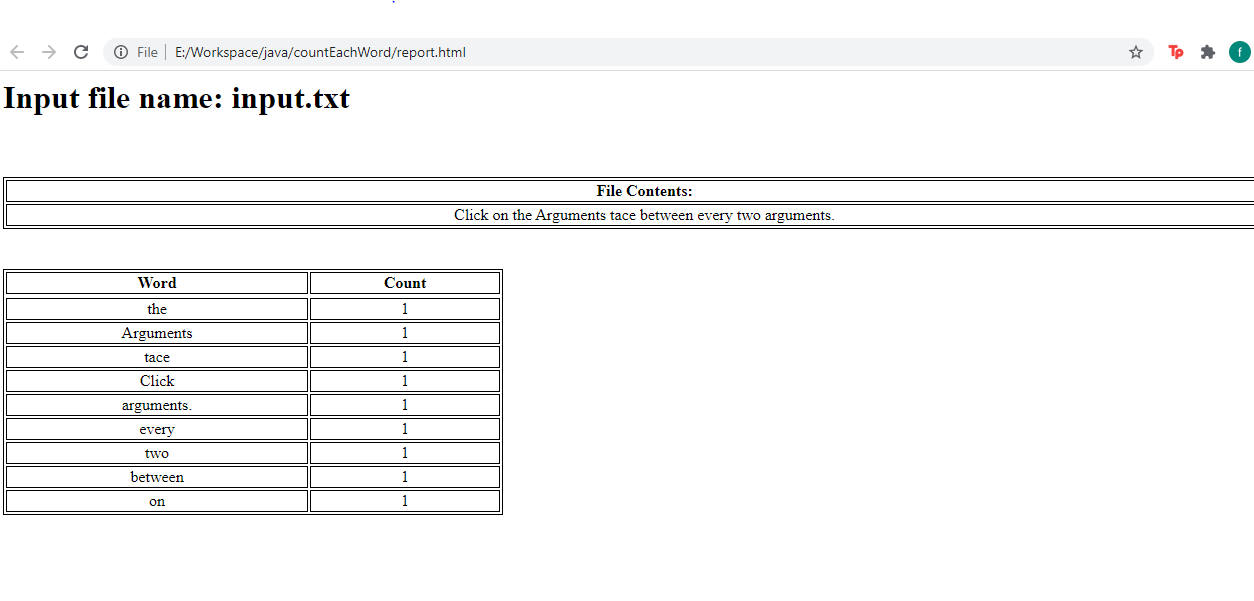 File E:/Workspace/java/countEachWord/report.html Tp f
Input file name: input.txt
File Contents:
Click on the Arguments tace between every two arguments.
Word Count
the 1
Arguments 1
tace 1
Click 1
arguments. 1
every 1
two 1
between 1
on 1